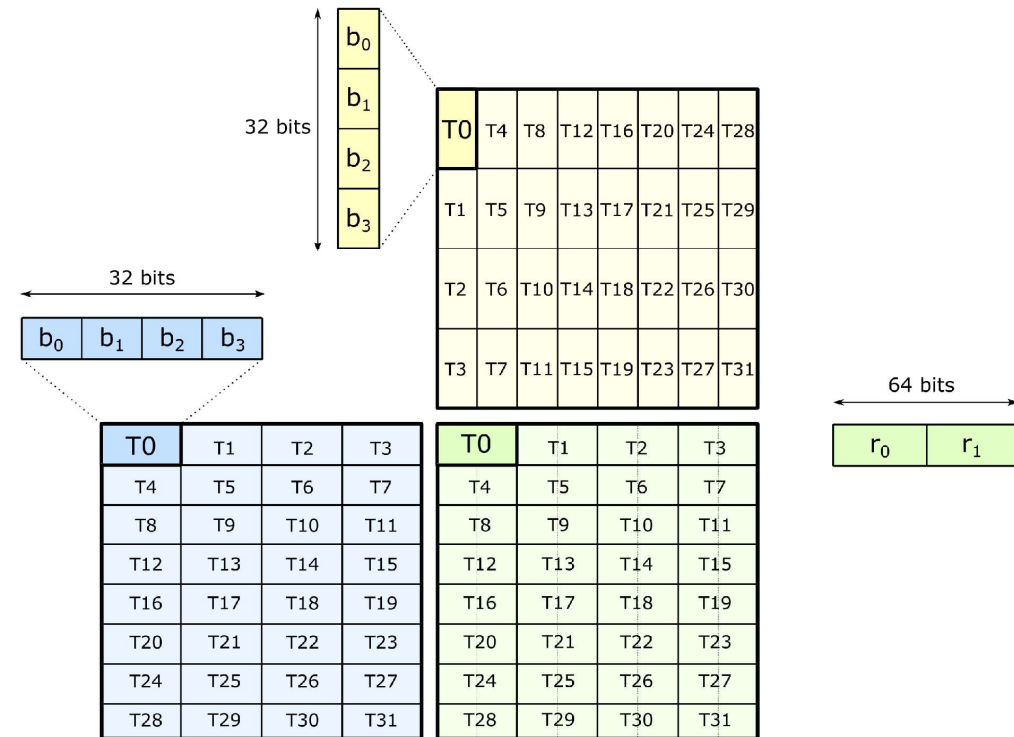 b0
b1
32 bits
b2
b3
T0 T4 T8 T12 T16 T20 T24 T28
T1 T5 T9 T13 T17 T21 T25 T29
T2 T6 T10 T14 T18 T22 T26 T30
T3 T7 T11 T15 T19 T23 T27 T31
32 bits
b0 b1 b2 b3
T0 T1 T2 T3
T4 T5 T6 T7
T8 T9 T10 T11
T12 T13 T14 T15
T16 T17 T18 T19
T20 T21 T22 T23
T24 T25 T26 T27
T28 T29 T30 T31
T0 T1 T2 T3
T4 T5 T6 T7
T8 T9 T10 T11
T12 T13 T14 T15
T16 T17 T18 T19
T20 T21 T22 T23
T24 T25 T26 T27
T28 T29 T30 T31
64 bits
r0 r1